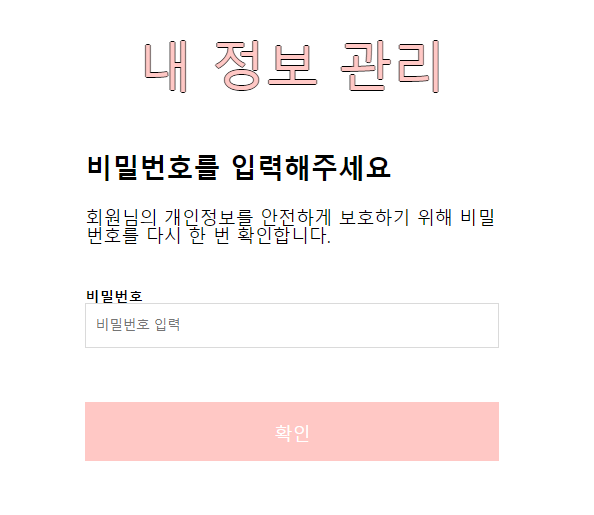 내 정보 관리
비밀번호를 입력해주세요
회원님의 개인정보를 안전하게 보호하기 위해 비밀
번호를 다시 한 번 확인합니다.
비밀번호
비밀번호 입력
확인